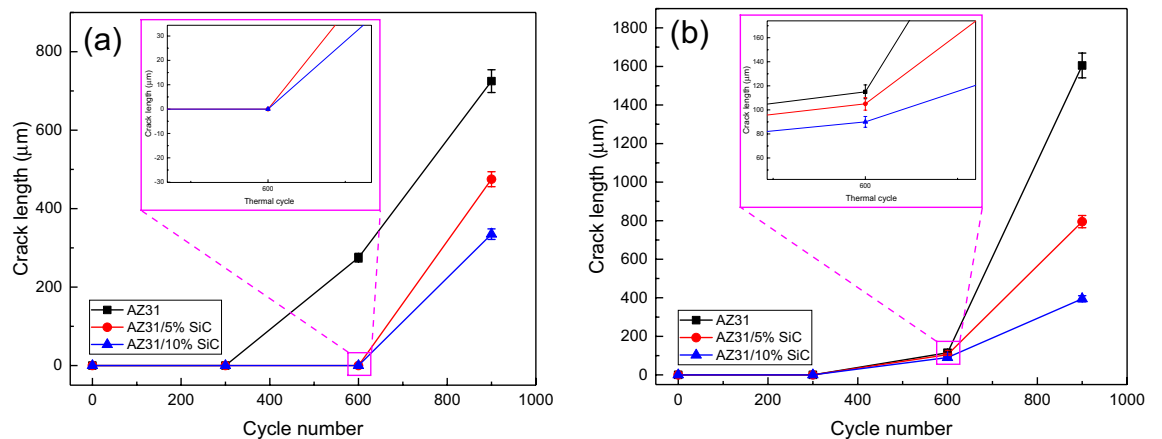 (a)
Crack length (μm)
800
600
400
200
0
0
200
400
600
800
1000
Cycle number
AZ31
AZ31/5% SiC
AZ31/10% SiC
Crack length (μm)
30
20
10
0
-10
-20
-30
600
Thermal cycle
(b)
Crack length (μm)
1800
1600
1400
1200
1000
800
600
400
200
0
0
200
400
600
800
1000
Cycle number
AZ31
AZ31/5% SiC
AZ31/10% SiC
Crack length (μm)
160
140
120
100
80
60
600
Thermal cycle